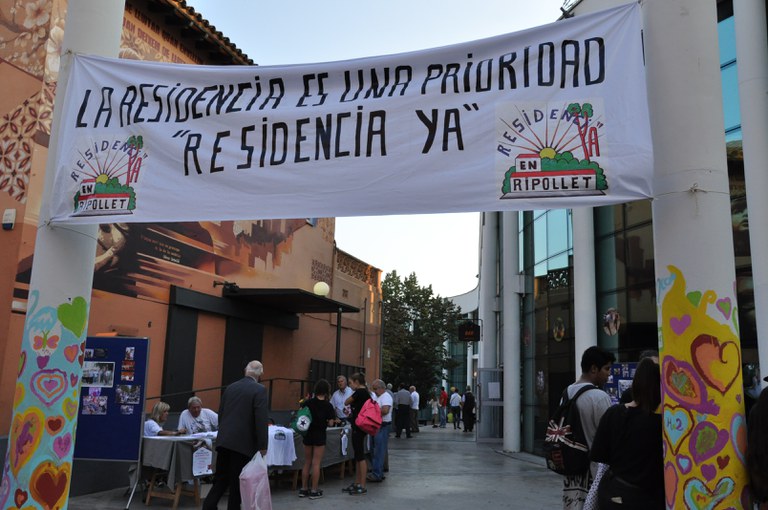 LA RESIDENCIA ES UNA PRIORIDAD
"RESIDENCIA YA"
RESIDENCIA "YA"
EN
RIPOLLET
RESIDENCIA "YA"
EN
RIPOLLET